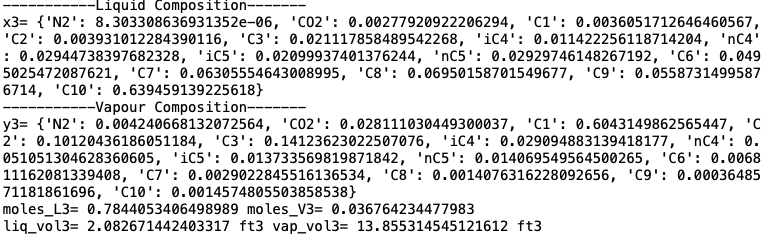 -----------Liquid Composition-------
x3= {'N2': 8.303308636931352e-06, 'CO2': 0.00277920922206294, 'C1': 0.0036051712646460567,
'C2': 0.003931012284390116, 'C3': 0.021117858489542268, 'iC4': 0.011422256118714204, 'nC4'
: 0.02944738397682328, 'iC5': 0.02099937401376244, 'nC5': 0.02929746148267192, 'C6': 0.049
5025472087621, 'C7': 0.06305554643008995, 'C8': 0.06950158701549677, 'C9': 0.0558731499587
6714, 'C10': 0.639459139225618}
-----------Vapour Composition-------
y3= {'N2': 0.004240668132072564, 'CO2': 0.028111030449300037, 'C1': 0.6043149862565447, 'C
2': 0.10120436186051184, 'C3': 0.14123623022507076, 'iC4': 0.029094883139418177, 'nC4': 0.
051051304628360605, 'iC5': 0.013733569819871842, 'nC5': 0.014069549564500265, 'C6': 0.0068
11162081339408, 'C7': 0.0029022845516136534, 'C8': 0.0014076316228092656, 'C9': 0.00036485
71181861696, 'C10': 0.0014574805503858538}
moles_L3= 0.7844053406498989 moles_V3= 0.036764234477983
liq_vol3= 2.082671442403317 ft3 vap_vol3= 13.855314545121612 ft3